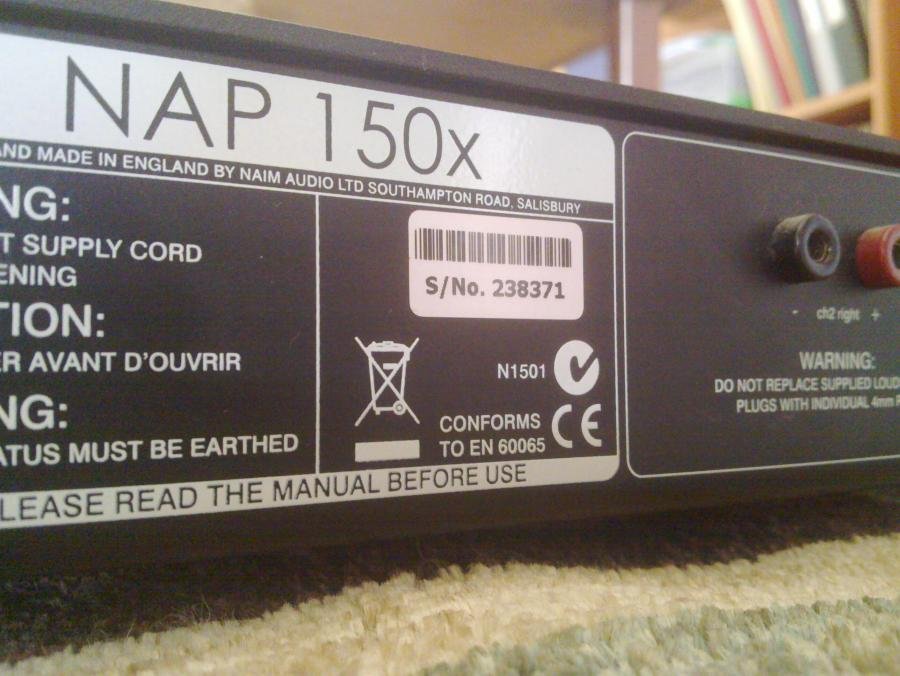 NAP 150x
AND MADE IN ENGLAND BY NAIM AUDIO LTD SOUTHAMPTON ROAD, SALISBURY
NG:
T SUPPLY CORD
ENING
TION:
ER AVANT D'OUVRIR
NG:
ATUS MUST BE EARTHED
LEASE READ THE MANUAL BEFORE USE
S/No. 238371
N1501
CE
CONFORMS
TO EN 60065
- ch2 right +
WARNING:
DO NOT REPLACE SUPPLIED LOUD
PLUGS WITH INDIVIDUAL 4mm P